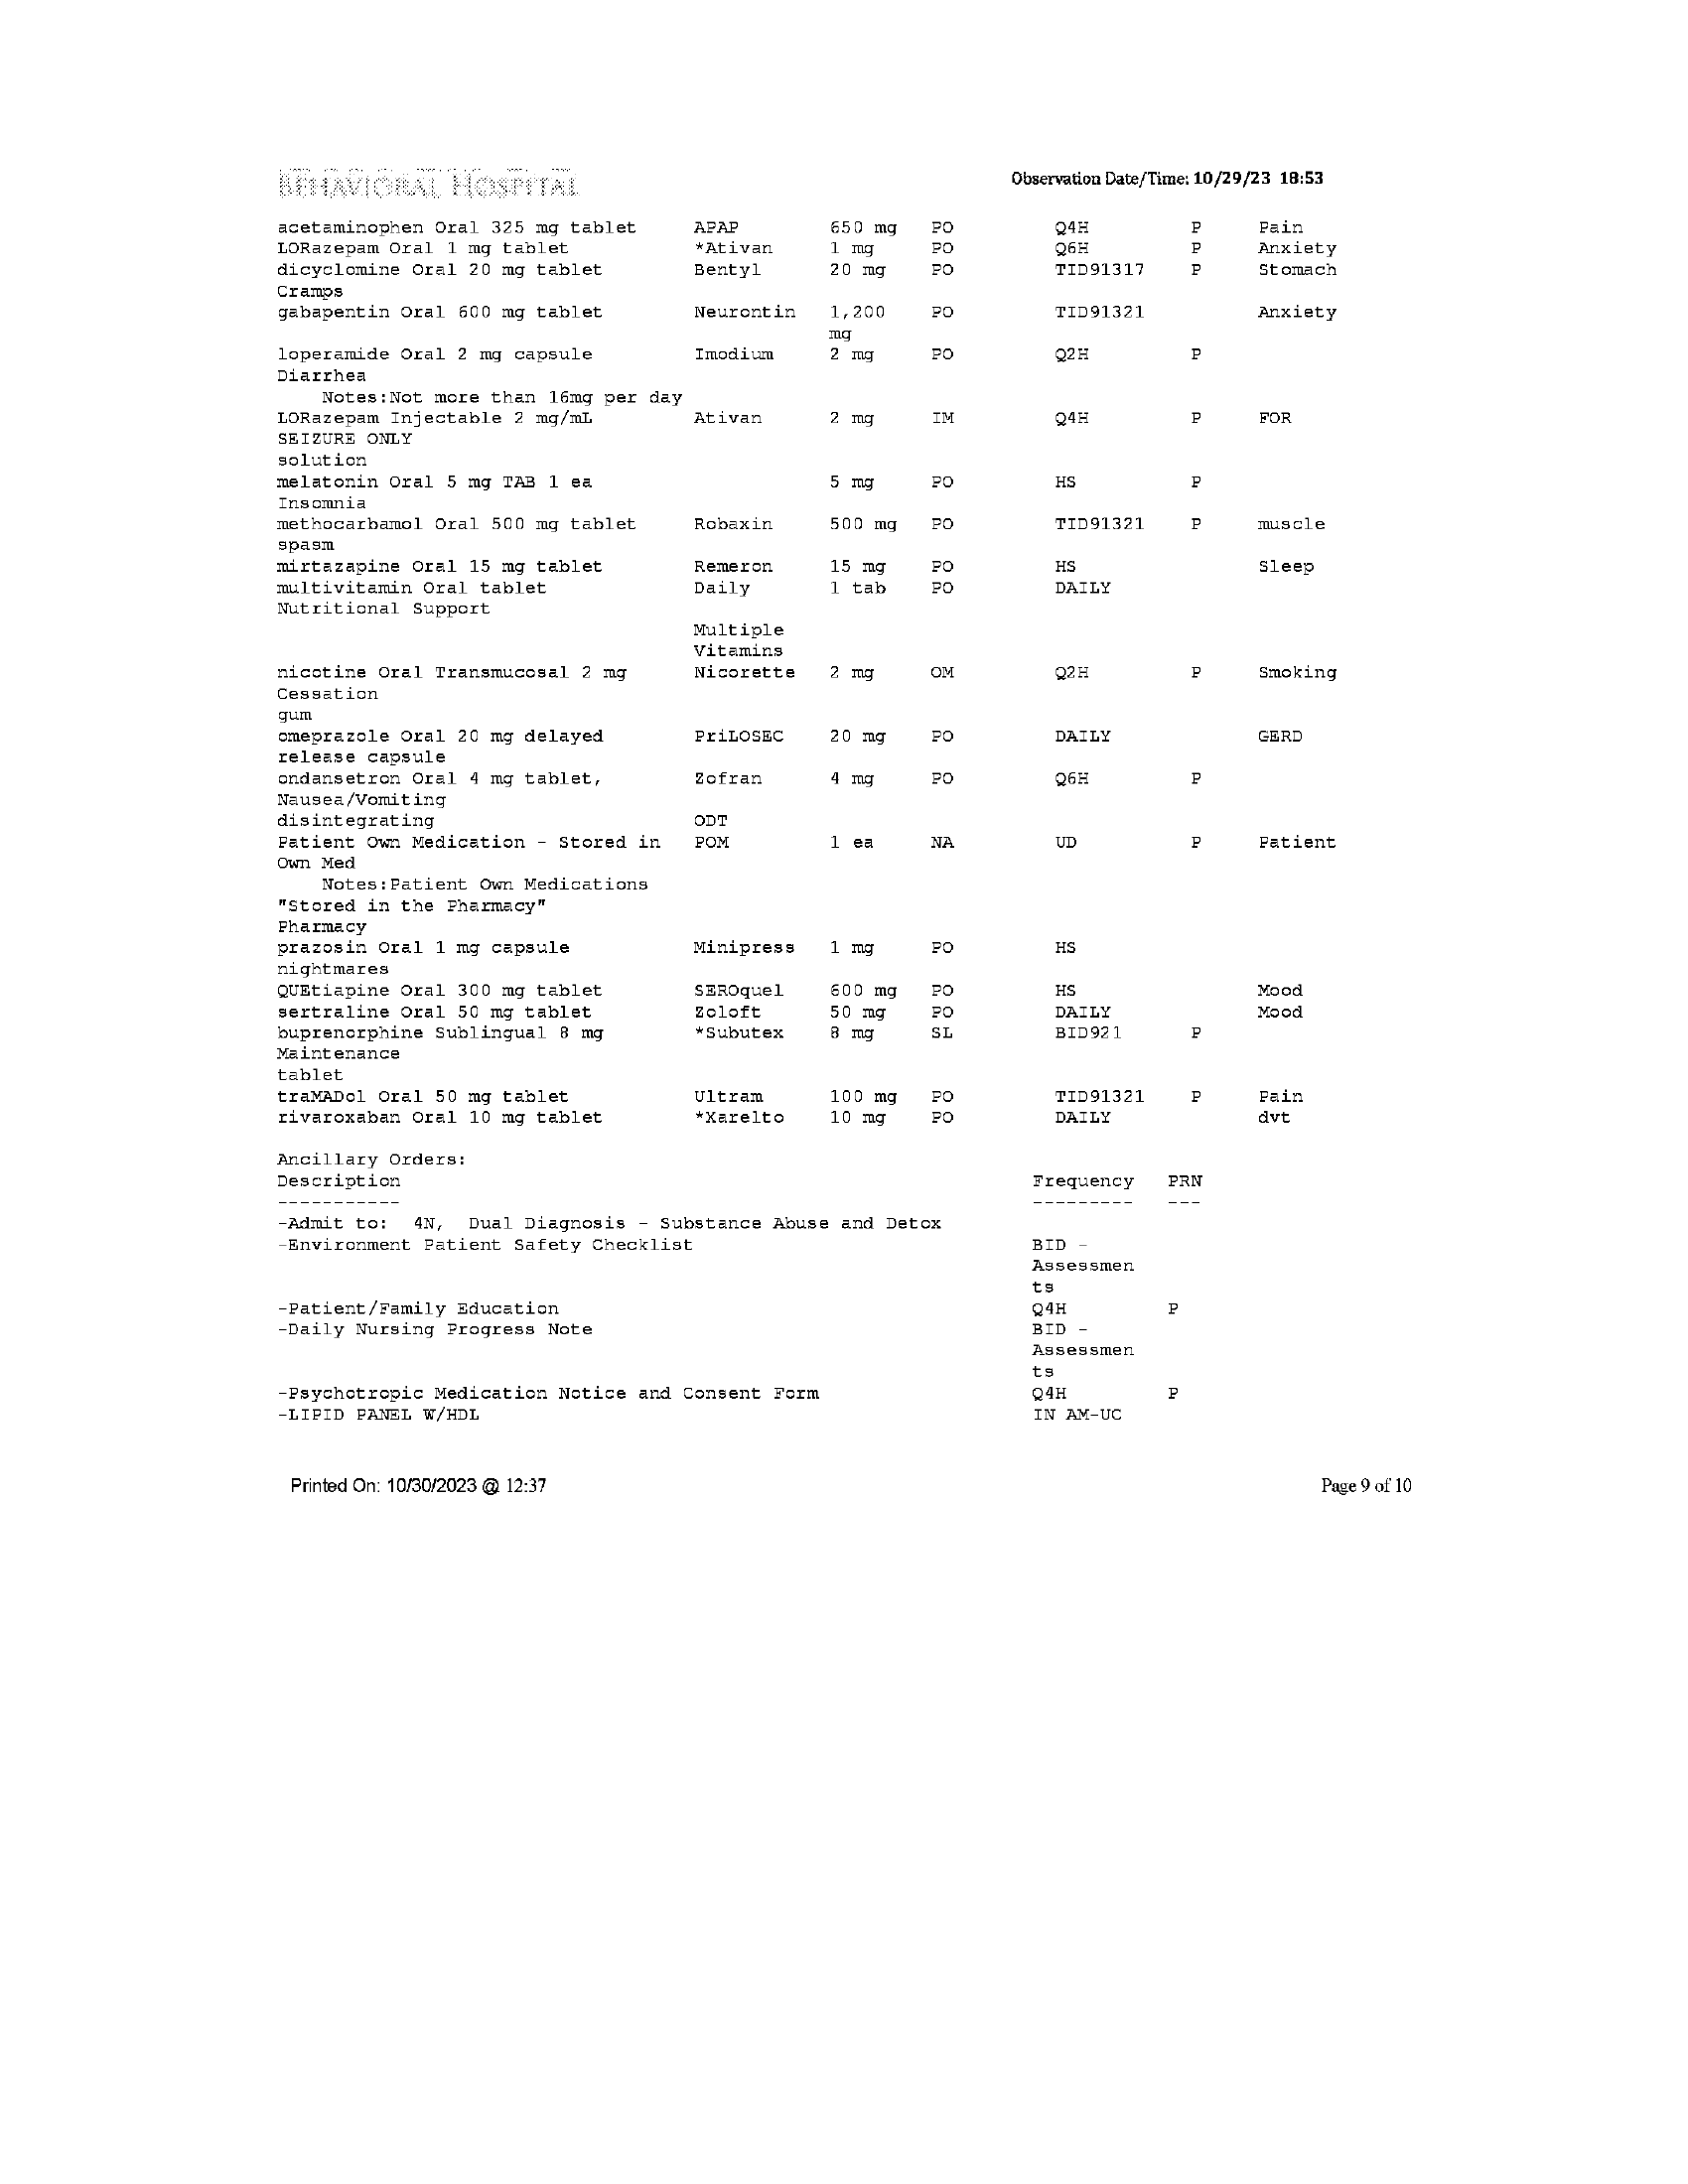 BEHAVIORAL HOSPITAL Observation Date/Time: 10/29/23 18:53
acetaminophen Oral 325 mg tablet APAP 650 mg PO Q4H P Pain
LORazepam Oral 1 mg tablet *Ativan 1 mg PO Q6H P Anxiety
dicyclomine Oral 20 mg tablet Bentyl 20 mg PO TID91317 P Stomach
Cramps
gabapentin Oral 600 mg tablet Neurontin 1,200 PO TID91321 Anxiety
mg
loperamide Oral 2 mg capsule Imodium 2 mg PO Q2H P
Diarrhea
Notes:Not more than 16mg per day
LORazepam Injectable 2 mg/mL Ativan 2 mg IM Q4H P FOR
SEIZURE ONLY
solution
melatonin Oral 5 mg TAB 1 ea 5 mg PO HS P
Insomnia
methocarbamol Oral 500 mg tablet Robaxin 500 mg PO TID91321 P muscle
spasm
mirtazapine Oral 15 mg tablet Remeron 15 mg PO HS Sleep
multivitamin Oral tablet Daily 1 tab PO DAILY
Nutritional Support
Multiple
Vitamins
nicotine Oral Transmucosal 2 mg Nicorette 2 mg OM Q2H P Smoking
Cessation
gum
omeprazole Oral 20 mg delayed PriLOSEC 20 mg PO DAILY GERD
release capsule
ondansetron Oral 4 mg tablet, Zofran 4 mg PO Q6H P
Nausea/Vomiting
disintegrating ODT
Patient Own Medication - Stored in POM 1 ea NA UD P Patient
Own Med
Notes:Patient Own Medications
"Stored in the Pharmacy"
Pharmacy
prazosin Oral 1 mg capsule Minipress 1 mg PO HS
nightmares
QUEtiapine Oral 300 mg tablet SEROquel 600 mg PO HS Mood
sertraline Oral 50 mg tablet Zoloft 50 mg PO DAILY Mood
buprenorphine Sublingual 8 mg *Subutex 8 mg SL BID921 P
Maintenance
tablet
traMADol Oral 50 mg tablet Ultram 100 mg PO TID91321 P Pain
rivaroxaban Oral 10 mg tablet *Xarelto 10 mg PO DAILY dvt
Ancillary Orders:
Description Frequency PRN
----------- --------- ---
-Admit to: 4N, Dual Diagnosis - Substance Abuse and Detox
-Environment Patient Safety Checklist BID -
Assessmen
ts
-Patient/Family Education Q4H P
-Daily Nursing Progress Note BID -
Assessmen
ts
-Psychotropic Medication Notice and Consent Form Q4H P
-LIPID PANEL W/HDL IN AM-UC
Printed On: 10/30/2023 @ 12:37 Page 9 of 10